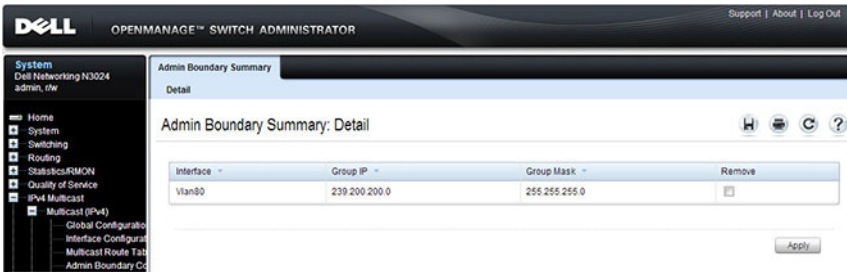 Support | About | Log Out
DELL OPENMANAGE™ SWITCH ADMINISTRATOR
System
Dell Networking N3024
admin, r/w
Home
System
Switching
Routing
Statistics/RMON
Quality of Service
IPv4 Multicast
Multicast (IPv4)
Global Configuratio
Interface Configurat
Multicast Route Tab
Admin Boundary Co
Admin Boundary Summary
Detail
Admin Boundary Summary: Detail
?
Interface Group IP Group Mask Remove
Vlan80 239.200.200.0 255.255.255.0
Apply